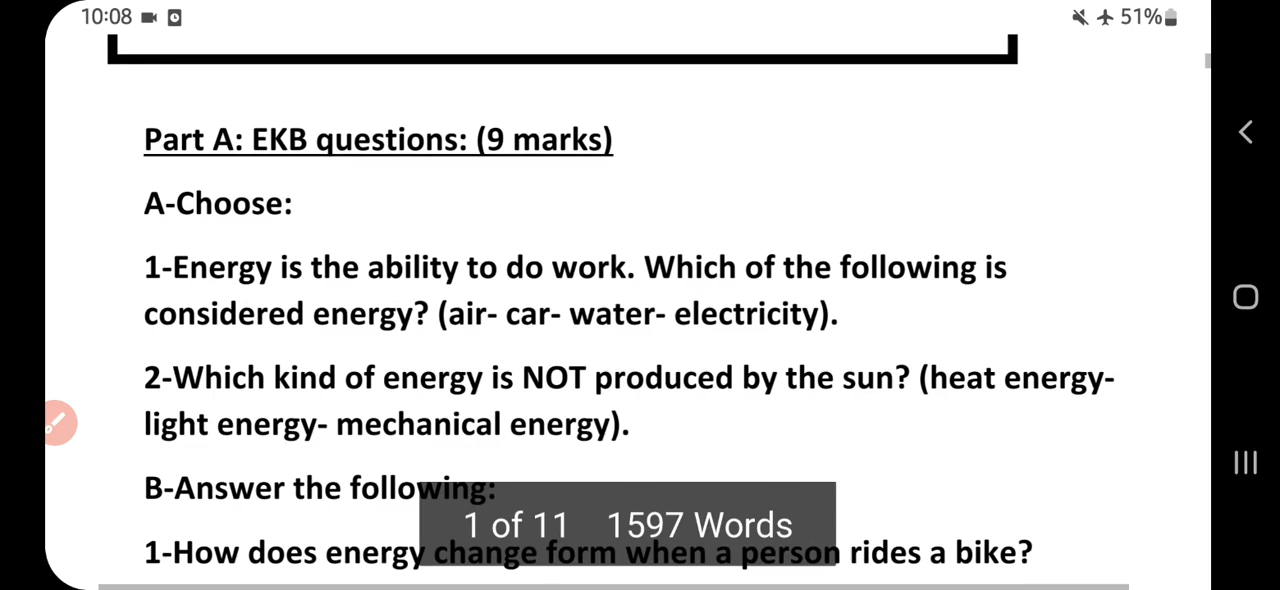 10:08
51%
Part A: EKB questions: (9 marks)
A-Choose:
1-Energy is the ability to do work. Which of the following is
considered energy? (air- car- water- electricity).
2-Which kind of energy is NOT produced by the sun? (heat energy-
light energy- mechanical energy).
B-Answer the following:
1 of 11 1597 Words
1-How does energy change form when a person rides a bike?